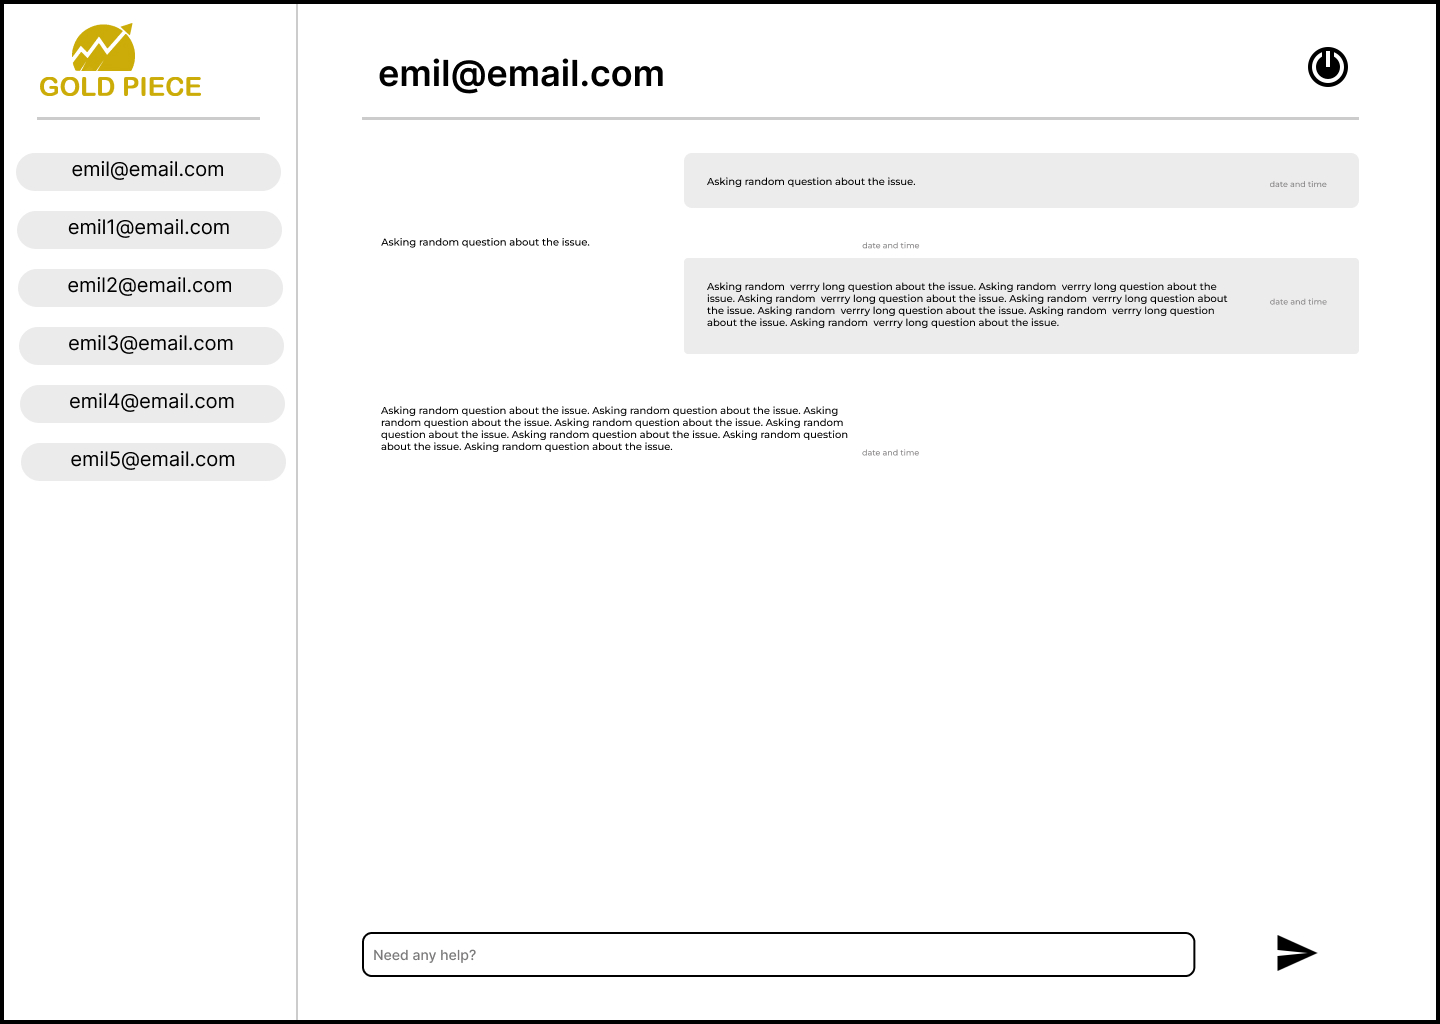 GOLD PIECE
emil@email.com
emil1@email.com
emil2@email.com
emil3@email.com
emil4@email.com
emil5@email.com
emil@email.com
Asking random question about the issue.
date and time
Asking random question about the issue.
date and time
Asking random  verrry long question about the issue. Asking random  verrry long question about the
issue. Asking random  verrry long question about the issue. Asking random  verrry long question about
the issue. Asking random  verrry long question about the issue. Asking random  verrry long question
about the issue. Asking random  verrry long question about the issue.
date and time
Asking random question about the issue. Asking random question about the issue. Asking
random question about the issue. Asking random question about the issue. Asking random
question about the issue. Asking random question about the issue. Asking random question
about the issue. Asking random question about the issue.
date and time
Need any help?